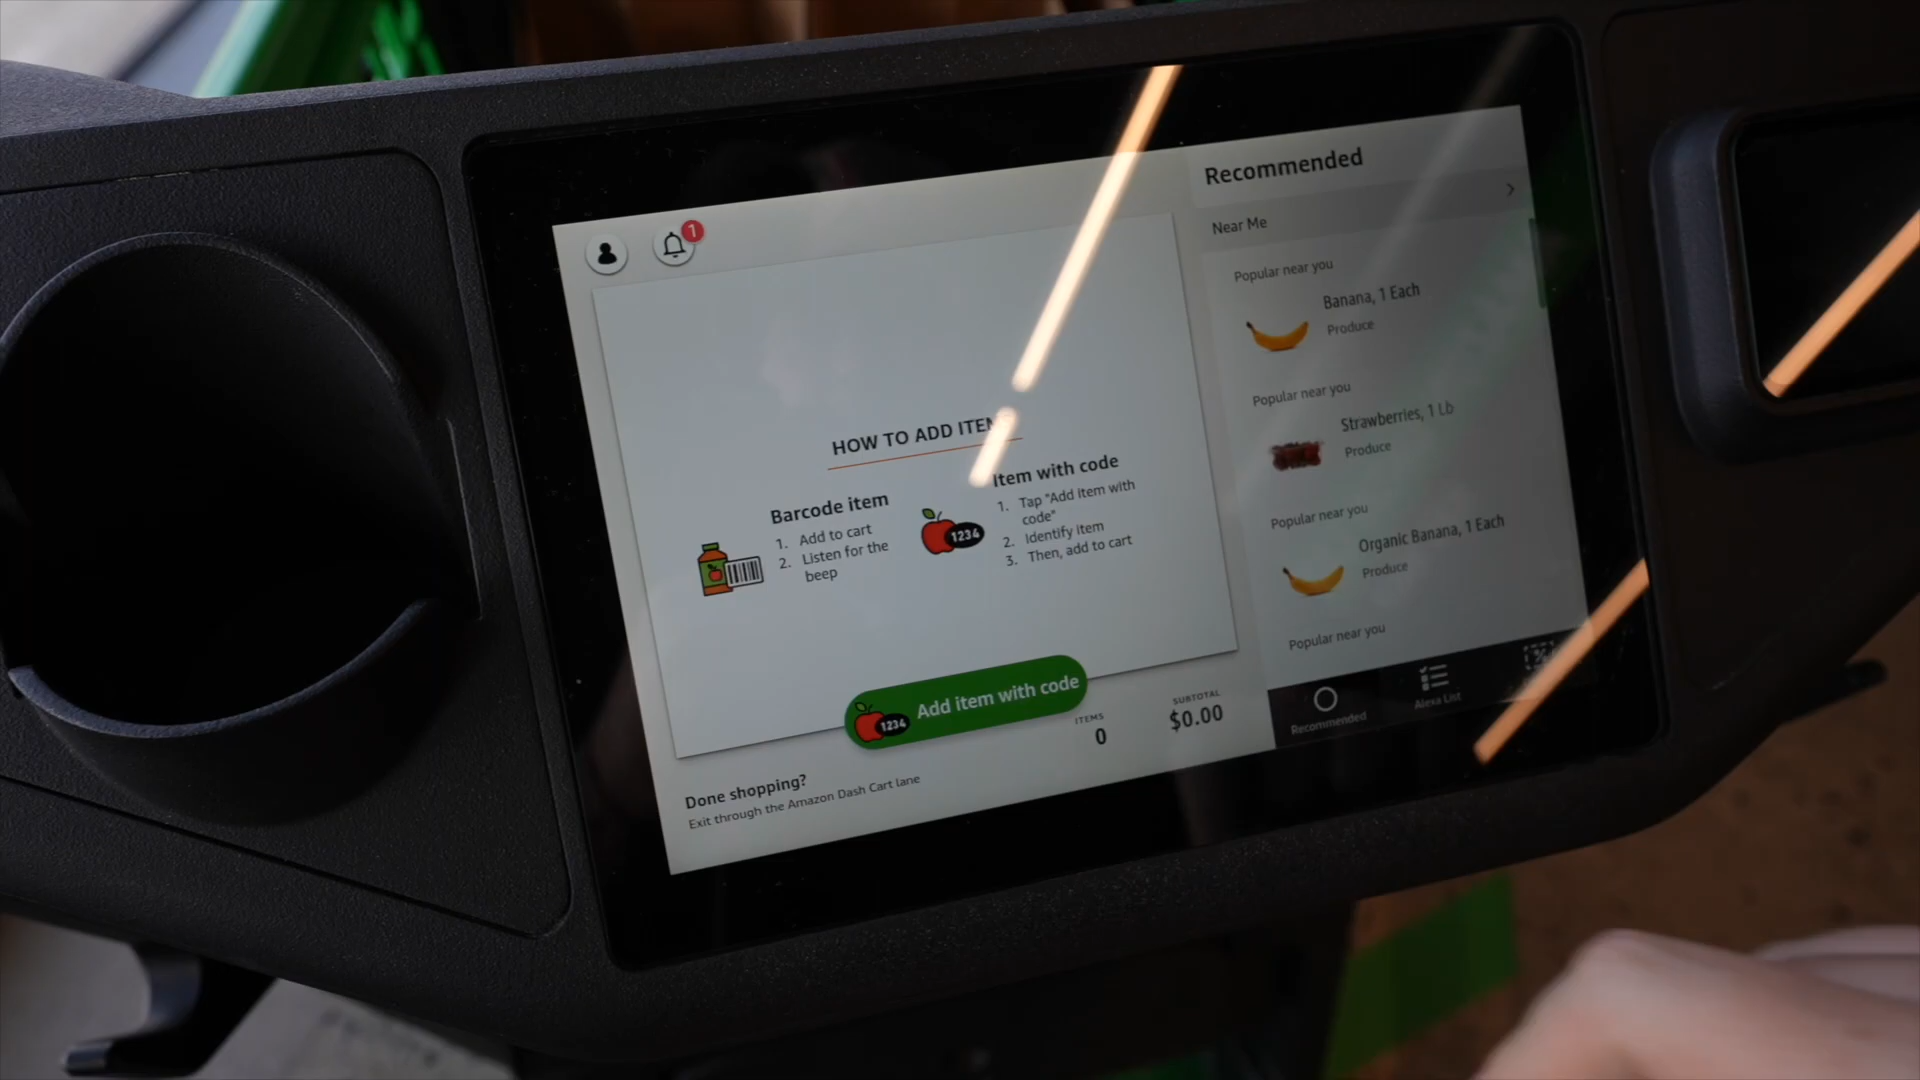 1
HOW TO ADD
Barcode item
1. Add to cart
2. Listen for the
beep
1234
Item with code
1. Tap "Add item with
code"
2. Identify item
3. Then, add to cart
1234
Add item with code
ITEMS
0
SUBTOTAL
$0.00
Done shopping?
Exit through the Amazon Dash Cart lane
Recommended
Near Me
Popular near you
Banana, 1 Each
Produce
Popular near you
Strawberries, 1 Lb
Produce
Popular near you
Organic Banana, 1 Each
Produce
Popular near you
Recommended
Alexa List